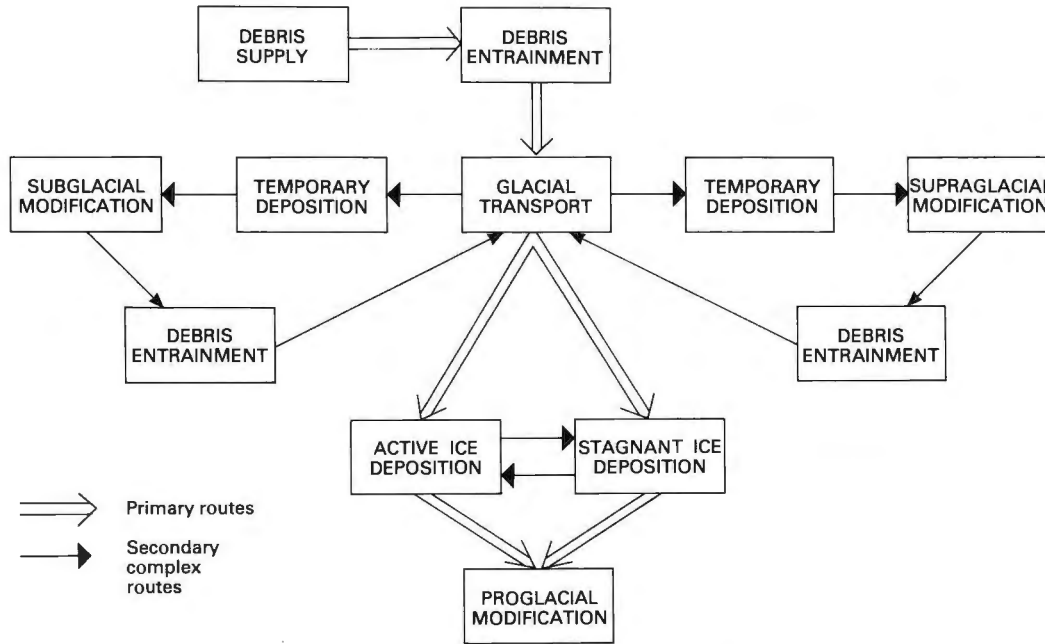 DEBRIS
SUPPLY
DEBRIS
ENTRAINMENT
SUBGLACIAL
MODIFICATION
TEMPORARY
DEPOSITION
GLACIAL
TRANSPORT
TEMPORARY
DEPOSITION
SUPRAGLACIAL
MODIFICATION
DEBRIS
ENTRAINMENT
DEBRIS
ENTRAINMENT
ACTIVE ICE
DEPOSITION
STAGNANT ICE
DEPOSITION
Primary routes
Secondary
complex
routes
PROGLACIAL
MODIFICATION